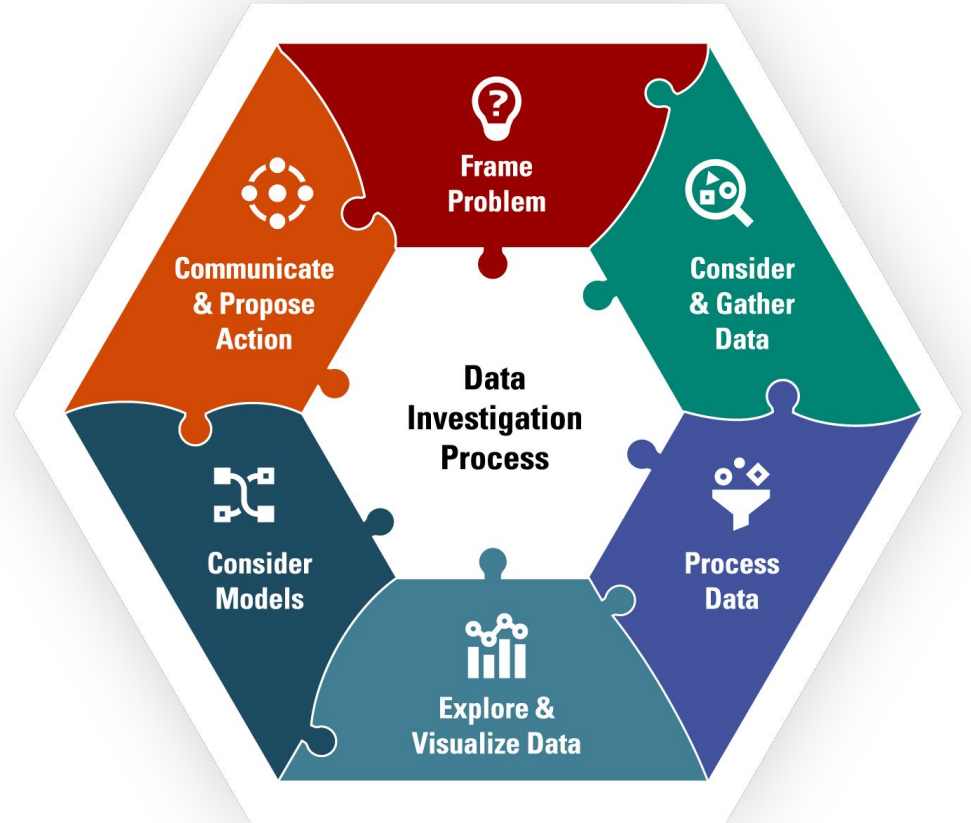 ?
Frame
Problem
Consider
& Gather
Data
Process
Data
Explore &
Visualize Data
Consider
Models
Communicate
& Propose
Action
Data
Investigation
Process